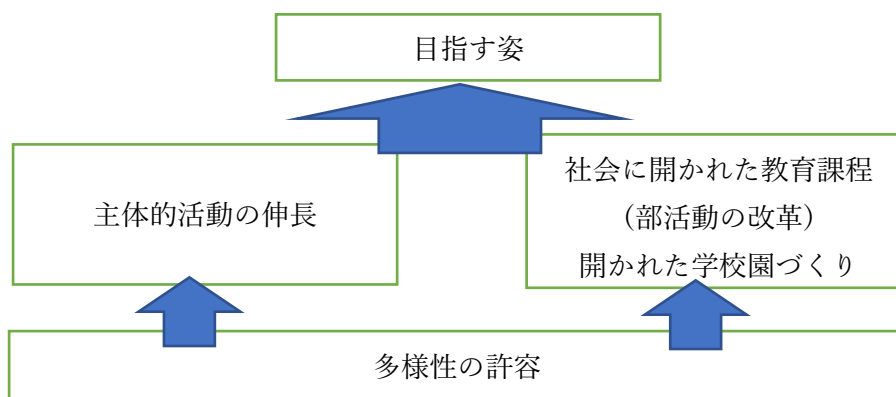 目指す姿
主体的活動の伸長
社会に開かれた教育課程
（部活動の改革）
開かれた学校園づくり
多様性の許容